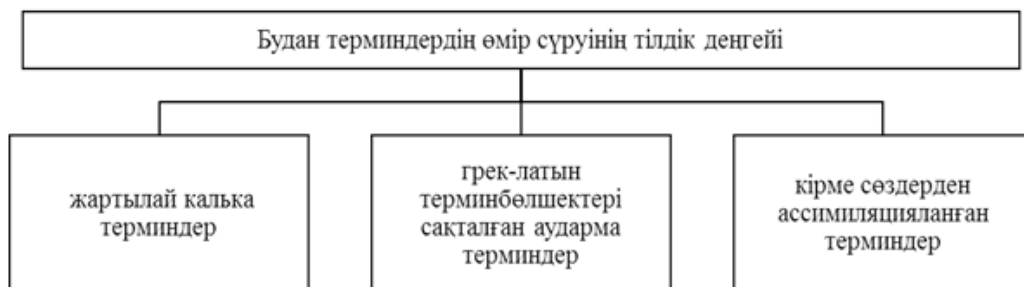 Будан терминдердің өмір сүруінің тілдік деңгейі
жартылай калька
терминдер
грек-латын
терминбөлшектері
сақталған аударма
терминдер
кірме сөздерден
ассимиляцияланған
терминдер